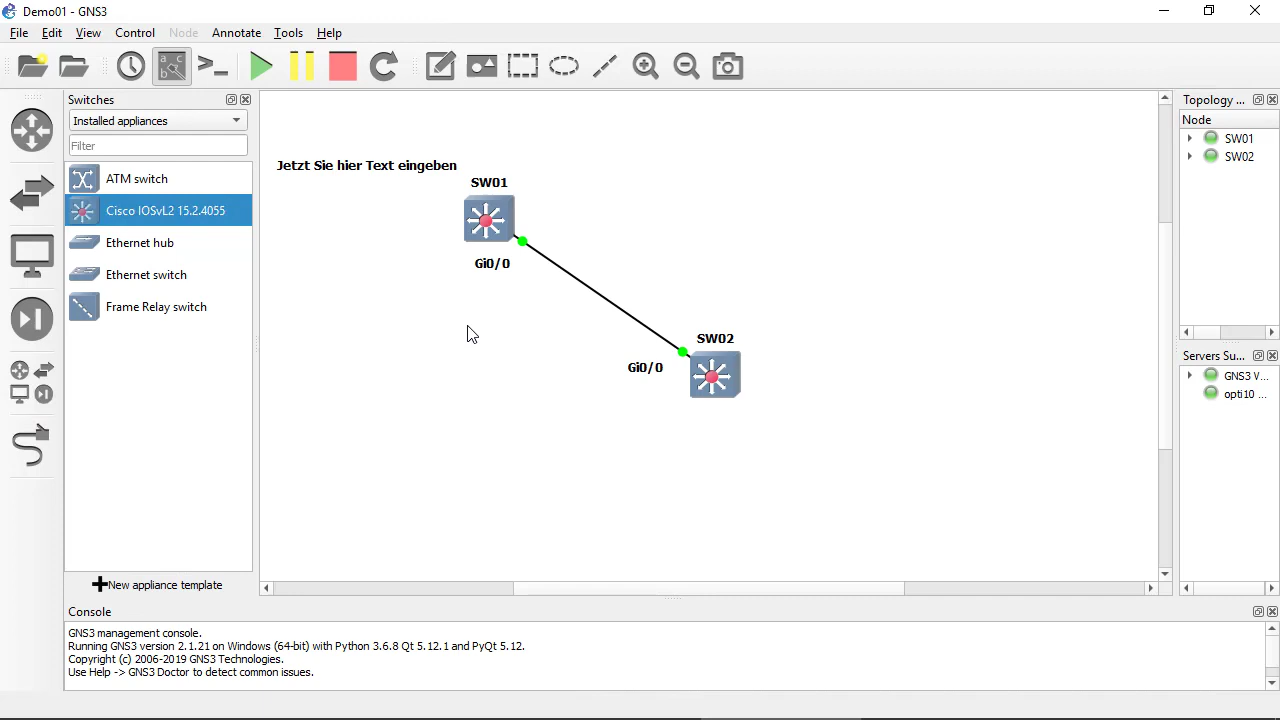 Demo01 - GNS3
File Edit View Control Node Annotate Tools Help
Switches
Installed appliances
Filter
ATM switch
Cisco IOSvL2 15.2.4055
Ethernet hub
Ethernet switch
Frame Relay switch
New appliance template
Jetzt Sie hier Text eingeben
SW01
Gi0/0
SW02
Gi0/0
Topology ...
Node
SW01
SW02
Servers Su...
GNS3 V...
opti10 ...
Console
GNS3 management console.
Running GNS3 version 2.1.21 on Windows (64-bit) with Python 3.6.8 Qt 5.12.1 and PyQt 5.12.
Copyright (c) 2006-2019 GNS3 Technologies.
Use Help -> GNS3 Doctor to detect common issues.